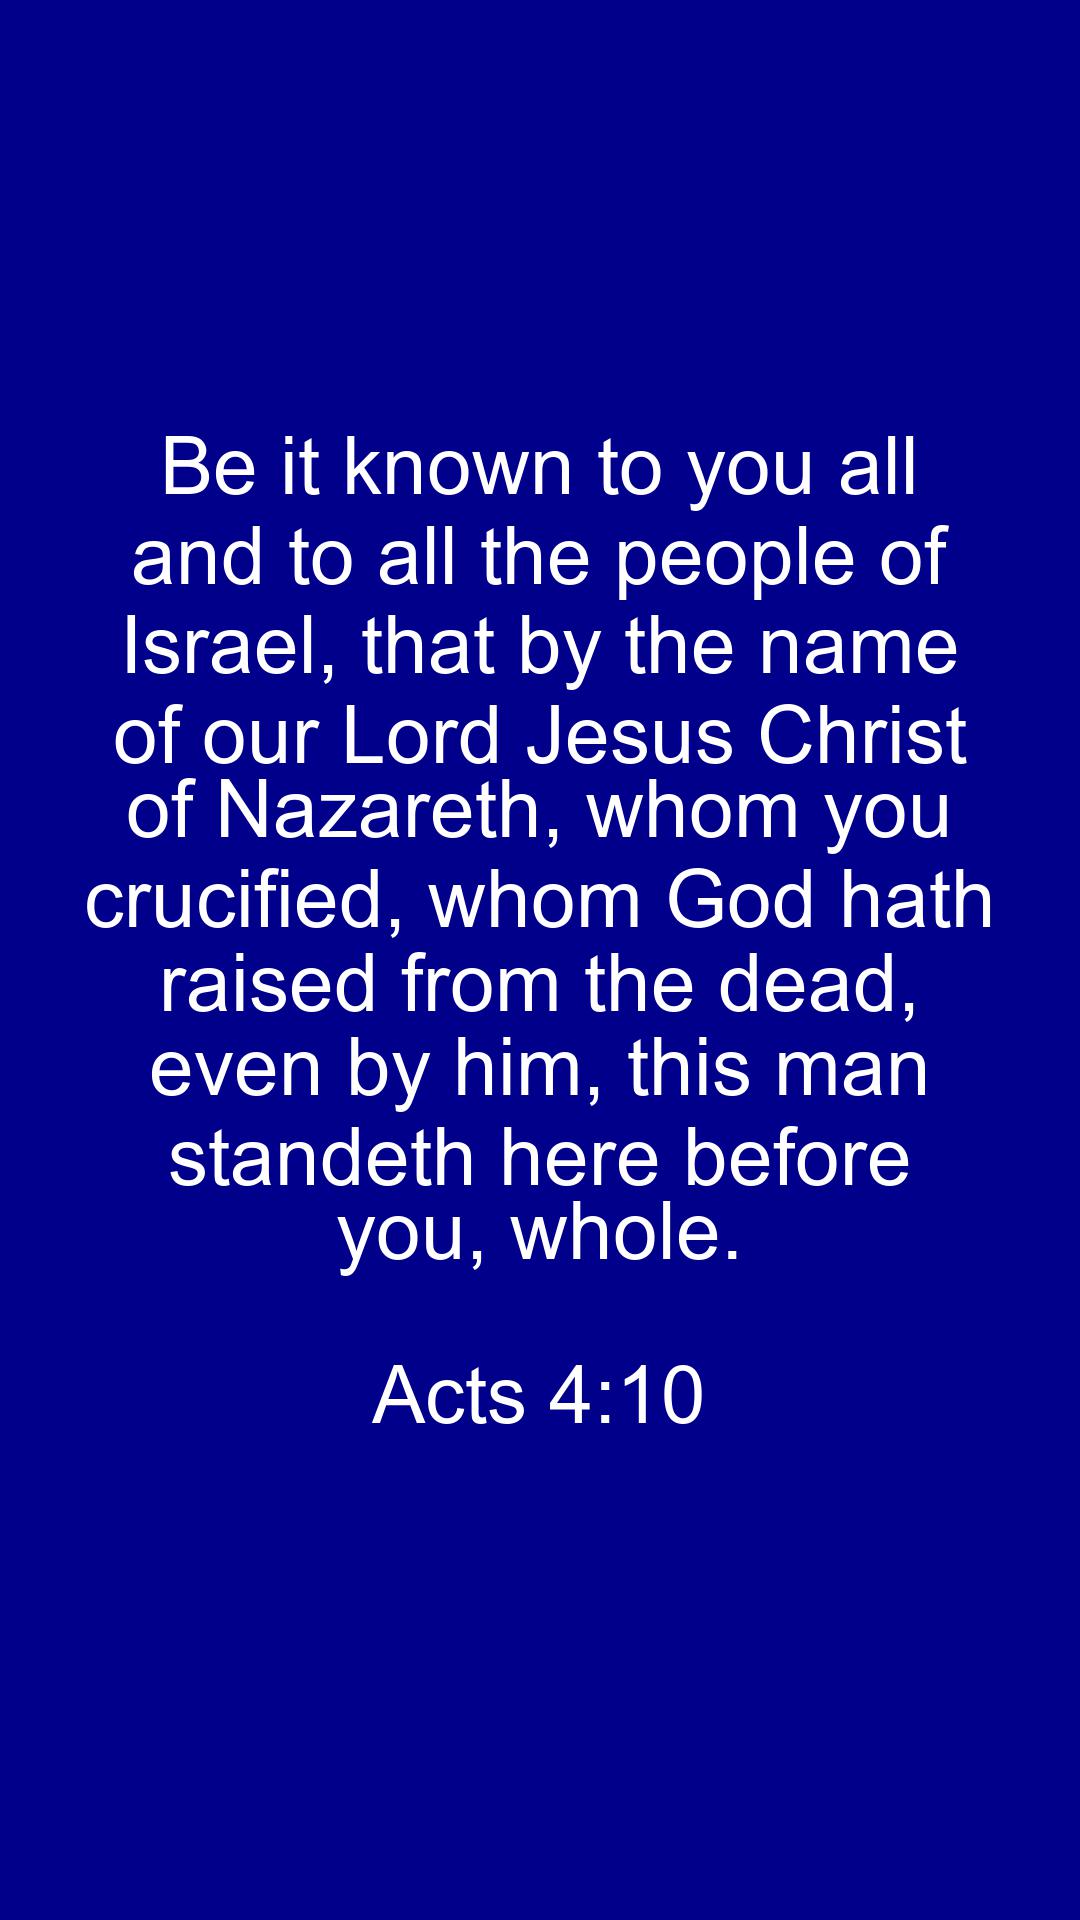 Be it known to you all
and to all the people of
Israel, that by the name
of our Lord Jesus Christ
of Nazareth, whom you
crucified, whom God hath
raised from the dead,
even by him, this man
standeth here before
you, whole.
Acts 4:10